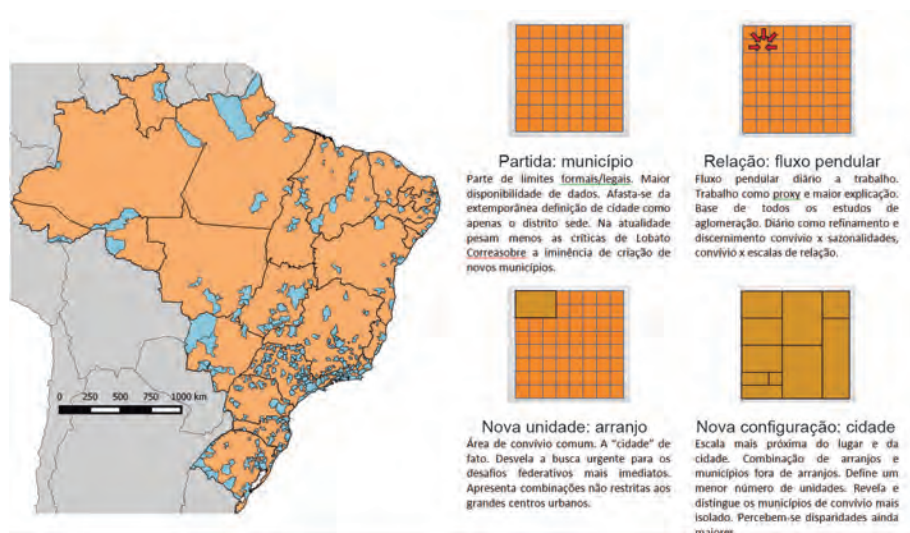 0 250 500 750 1000 km
Partida: município
Parte de limites formais/legais. Maior
disponibilidade de dados. Afasta-se da
extemporânea definição de cidade como
apenas o distrito sede. Na atualidade
pesam menos as críticas de Lobato
Correasobre a iminência de criação de
novos municípios.
Relação: fluxo pendular
Fluxo pendular diário a trabalho.
Trabalho como proxy e maior explicação.
Base de todos os estudos de
aglomeração. Diário como refinamento e
discernimento convívio x sazonalidades,
convívio x escalas de relação.
Nova unidade: arranjo
Área de convívio comum. A “cidade” de
fato. Desvela a busca urgente para os
desafios federativos mais imediatos.
Apresenta combinações não restritas aos
grandes centros urbanos.
Nova configuração: cidade
Escala mais próxima do lugar e da
cidade. Combinação de arranjos e
municípios fora de arranjos. Define um
menor número de unidades. Revela e
distingue os municípios de convívio mais
isolado. Percebem-se disparidades ainda
maiores